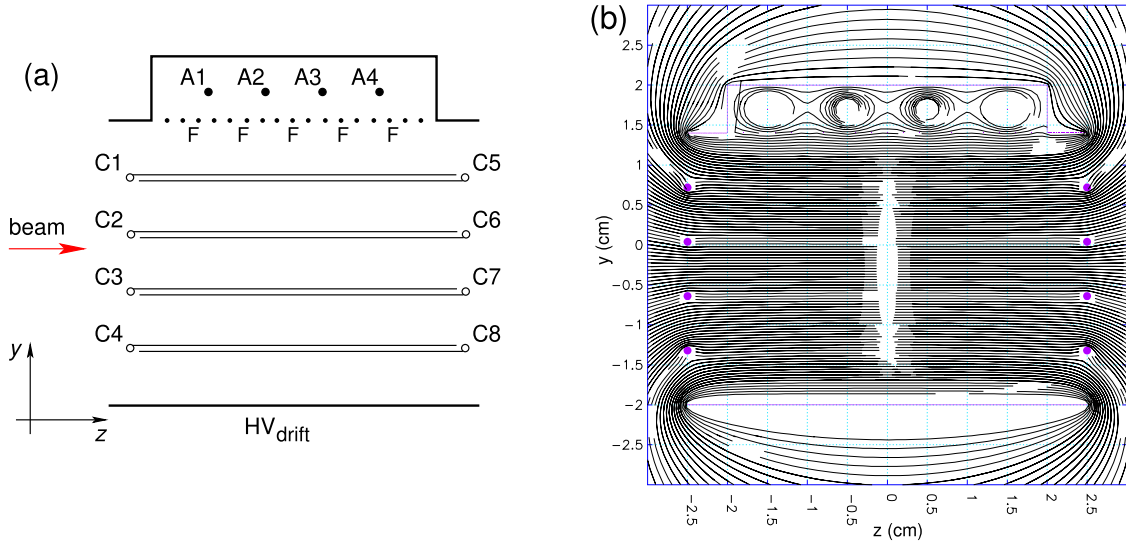 (a)
A1 A2 A3 A4
F F F F F
C1 C5
C2 C6
beam
C3 C7
C4 C8
y
z
HVdrift
(b)
2.5
2
1.5
1
0.5
0
-0.5
-1
-1.5
-2
-2.5
y (cm)
-2.5 -2 -1.5 -1 -0.5 0 0.5 1 1.5 2 2.5
z (cm)